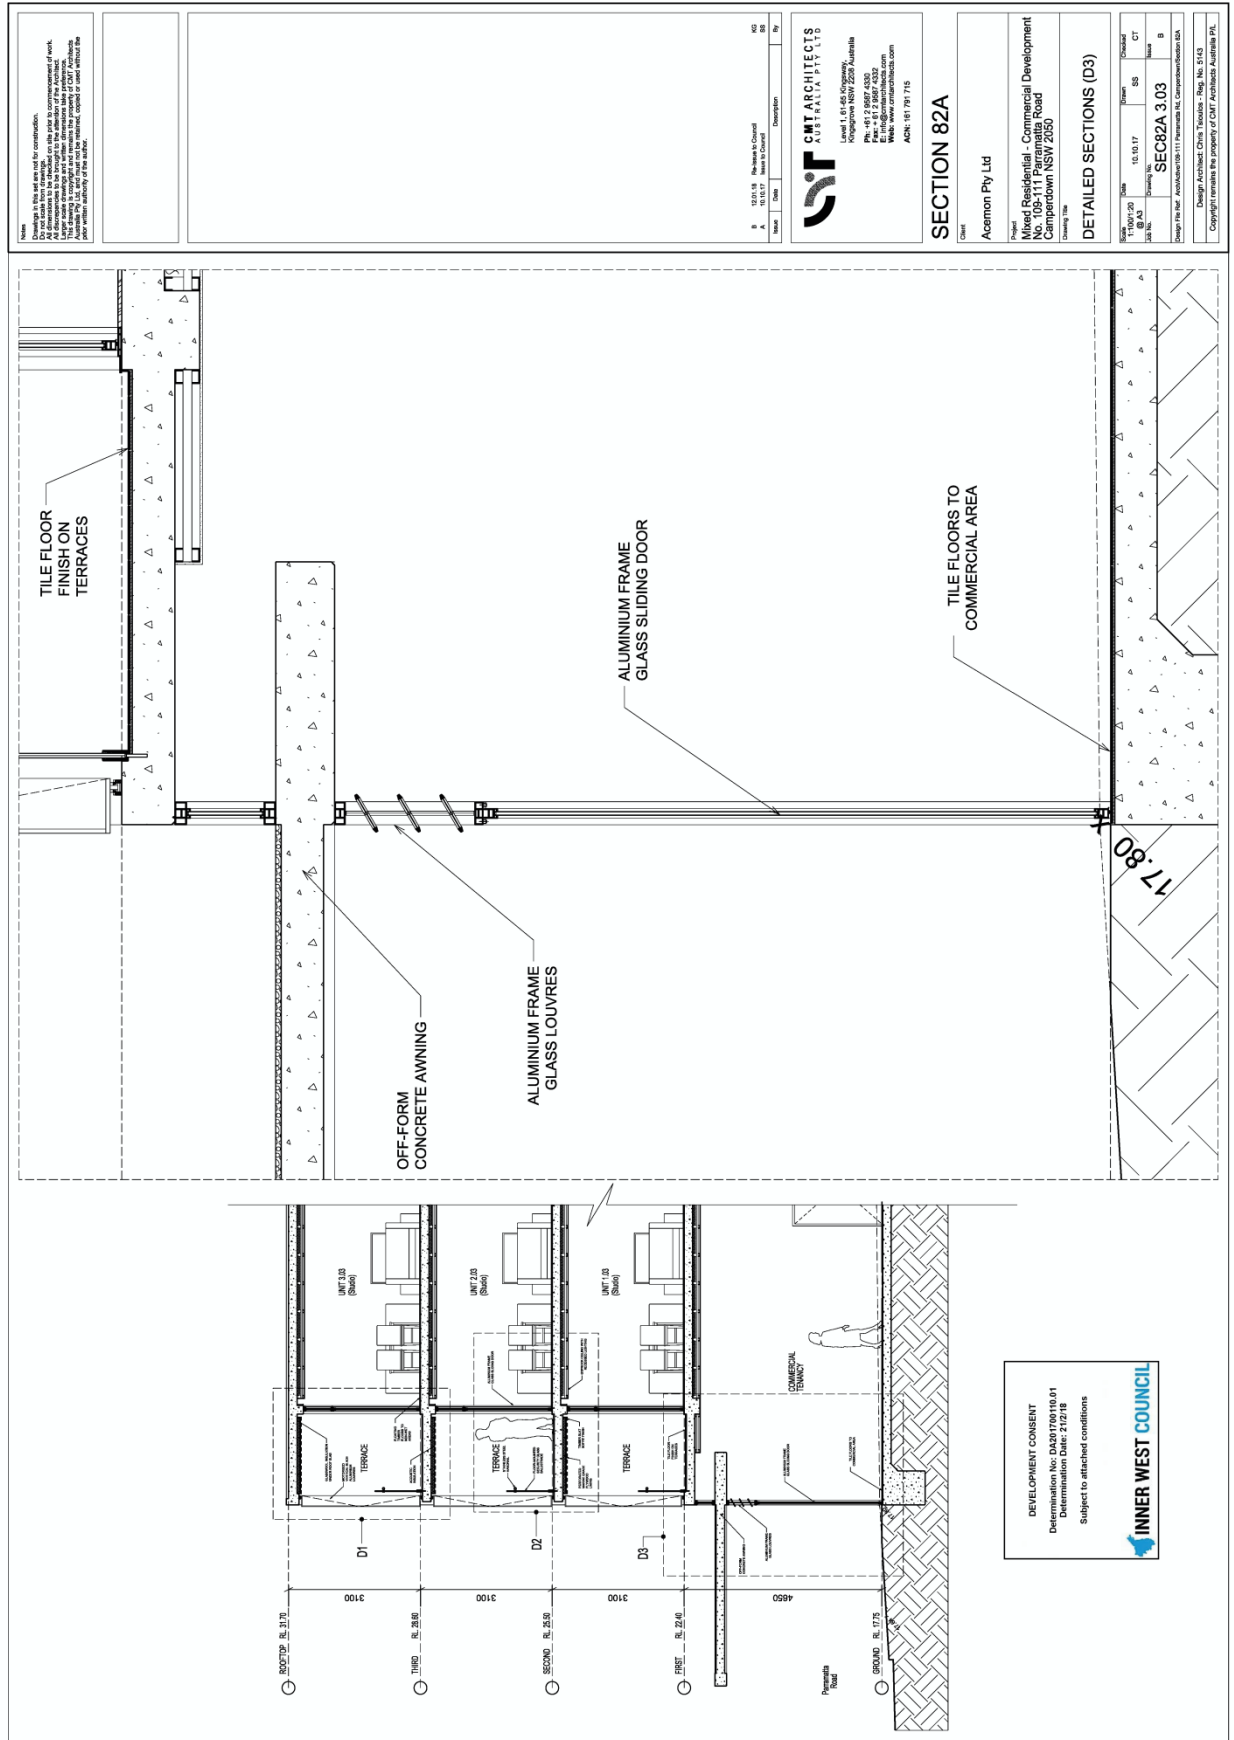 Notes
Drawings in this set are not for construction.
Do not scale from drawings.
All dimensions to be checked on site prior to commencement of work.
All discrepancies to be brought to the attention of the Architect.
Larger scale drawings and written dimensions take preference.
This drawing is copyright and remains the property of CMT Architects
Australia Pty Ltd, and must not be retained, copied or used without the
prior written authority of the author.
B 12.01.18 Re-Issue to Council KG
A 10.10.17 Issue to Council SS
Issue Date Description By
CMT ARCHITECTS
AUSTRALIA PTY LTD
Level 1, 61-65 Kingsway,
Kingsgrove NSW 2208 Australia
Ph: +61 2 9587 4330
Fax: + 61 2 9587 4332
E: info@cmtarchitects.com
Web: www.cmtarchitects.com
ACN: 161 791 715
SECTION 82A
Client
Acemon Pty Ltd
Project
Mixed Residential - Commercial Development
No. 109-111 Parramatta Road
Camperdown NSW 2050
Drawing Title
DETAILED SECTIONS (D3)
Scale Date Drawn Checked
1:100/1:20 10.10.17 SS CT
@ A3
Job No. Drawing No. Issue
SEC82A 3.03 B
Design Architect: Chris Tsioulos - Reg. No. 5143
Copyright remains the property of CMT Architects Australia P/L
TILE FLOOR
FINISH ON
TERRACES
ALUMINIUM FRAME
GLASS SLIDING DOOR
TILE FLOORS TO
COMMERCIAL AREA
OFF-FORM
CONCRETE AWNING
ALUMINIUM FRAME
GLASS LOUVRES
17.80
ROOFTOP RL. 31.70
THIRD RL. 28.60
SECOND RL. 25.50
FIRST RL. 22.40
GROUND RL. 17.75
3100
3100
3100
4650
D1
D2
D3
TERRACE
TERRACE
TERRACE
UNIT 3.03
(Studio)
UNIT 2.03
(Studio)
UNIT 1.03
(Studio)
COMMERCIAL
TENANCY
Parramatta
Road
DEVELOPMENT CONSENT
Determination No: DA201700110.01
Determination Date: 21/2/18
Subject to attached conditions
INNER WEST COUNCIL